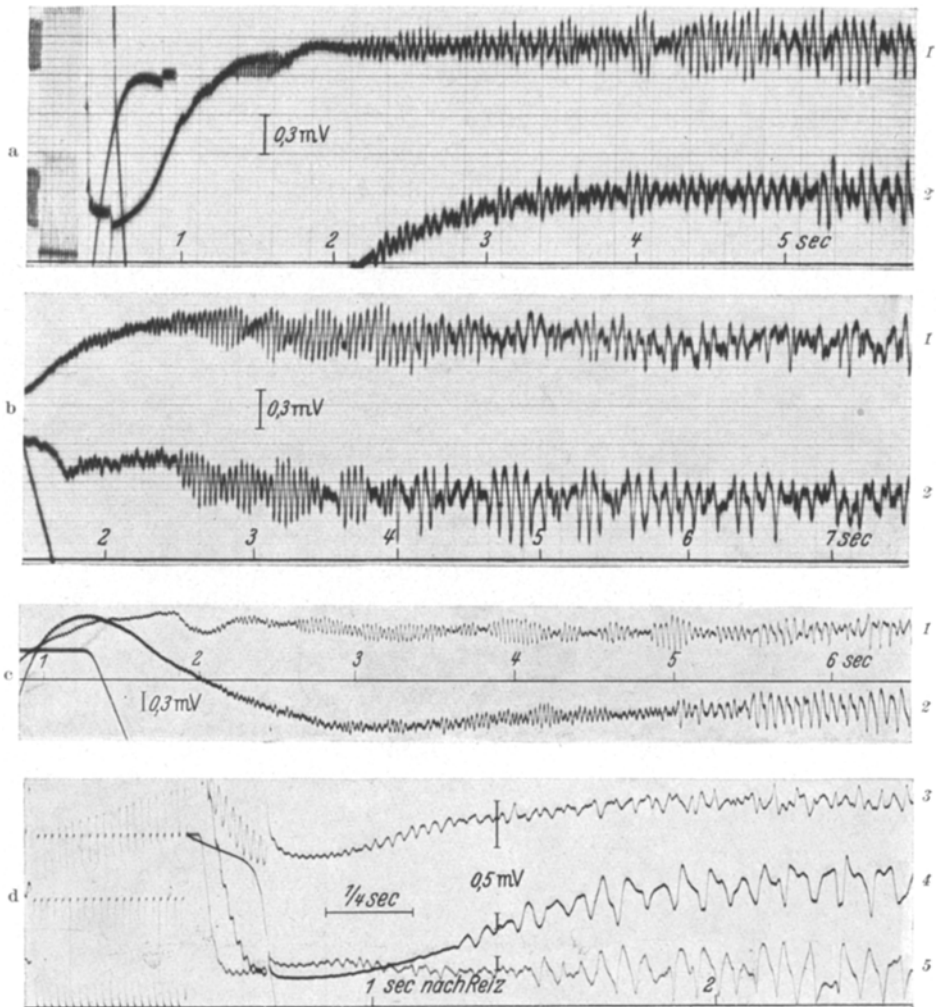 1
a
0,3 mV
2
1 2 3 4 5 sec
1
b
0,3 mV
2
2 3 4 5 6 7 sec
1
1 2 3 4 5 6 sec
c
0,3 mV
2
3
0,5 mV
4
d
1/4 sec
5
1 sec nach Reiz 2